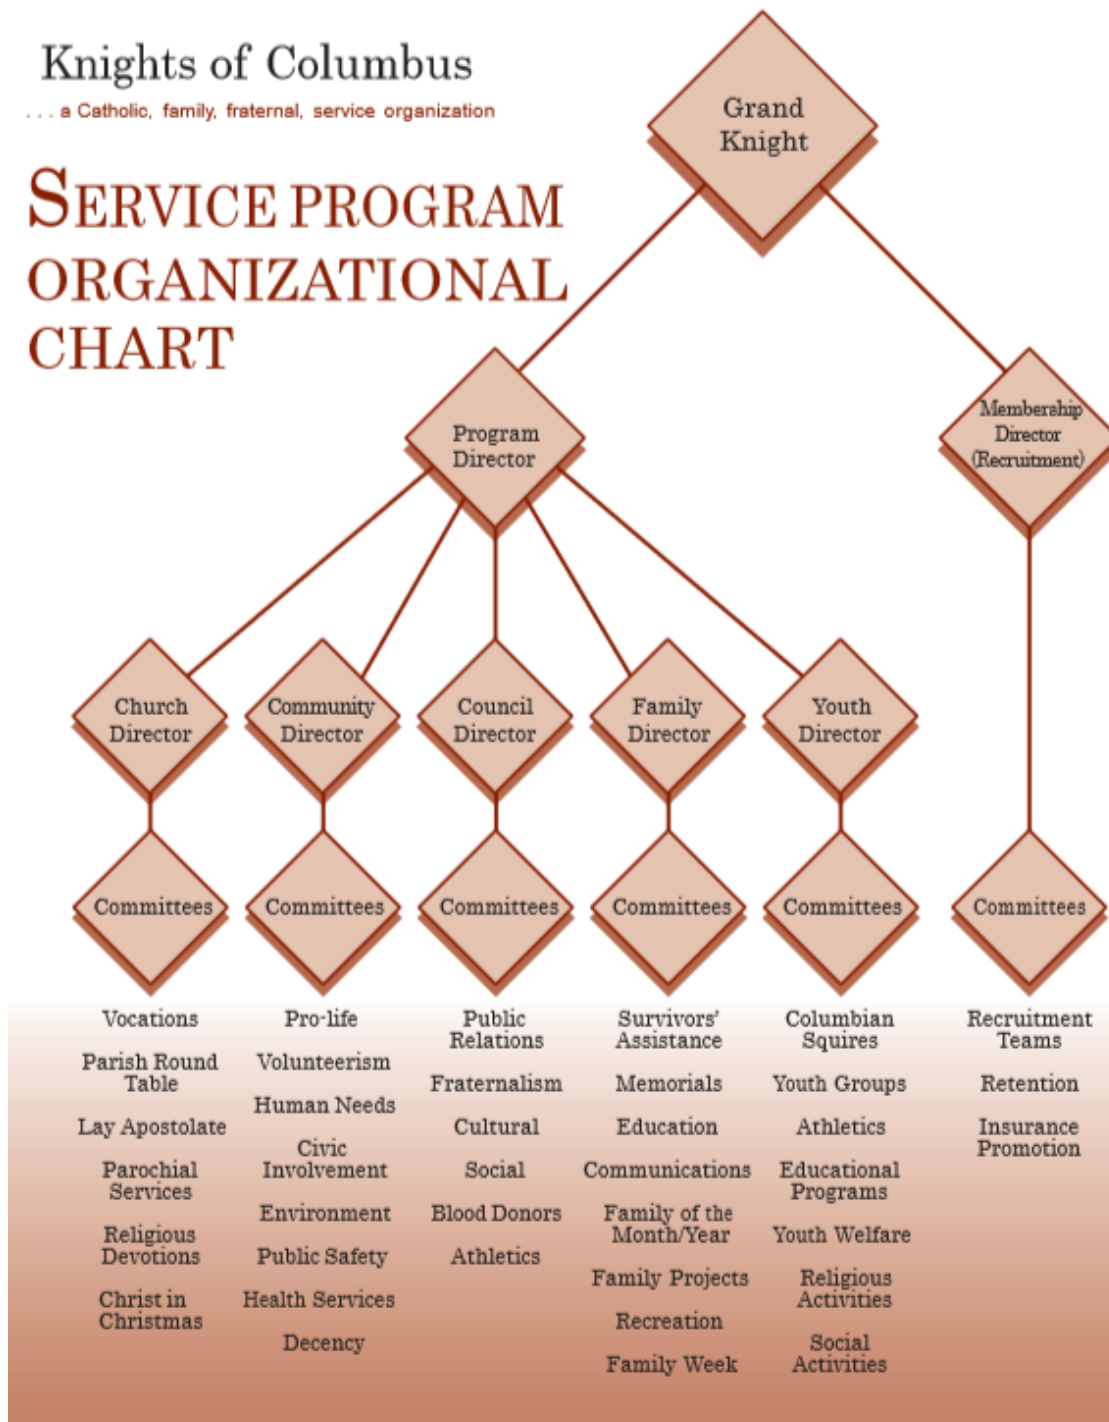 Knights of Columbus
. . . a Catholic, family, fraternal, service organization
SERVICE PROGRAM
ORGANIZATIONAL
CHART
Grand
Knight
Program
Director
Membership
Director
(Recruitment)
Church
Director
Community
Director
Council
Director
Family
Director
Youth
Director
Committees
Committees
Committees
Committees
Committees
Committees
Vocations
Parish Round
Table
Lay Apostolate
Parochial
Services
Religious
Devotions
Christ in
Christmas
Pro-life
Volunteerism
Human Needs
Civic
Involvement
Environment
Public Safety
Health Services
Decency
Public
Relations
Fraternalism
Cultural
Social
Blood Donors
Athletics
Survivors'
Assistance
Memorials
Education
Communications
Family of the
Month/Year
Family Projects
Recreation
Family Week
Columbian
Squires
Youth Groups
Athletics
Educational
Programs
Youth Welfare
Religious
Activities
Social
Activities
Recruitment
Teams
Retention
Insurance
Promotion